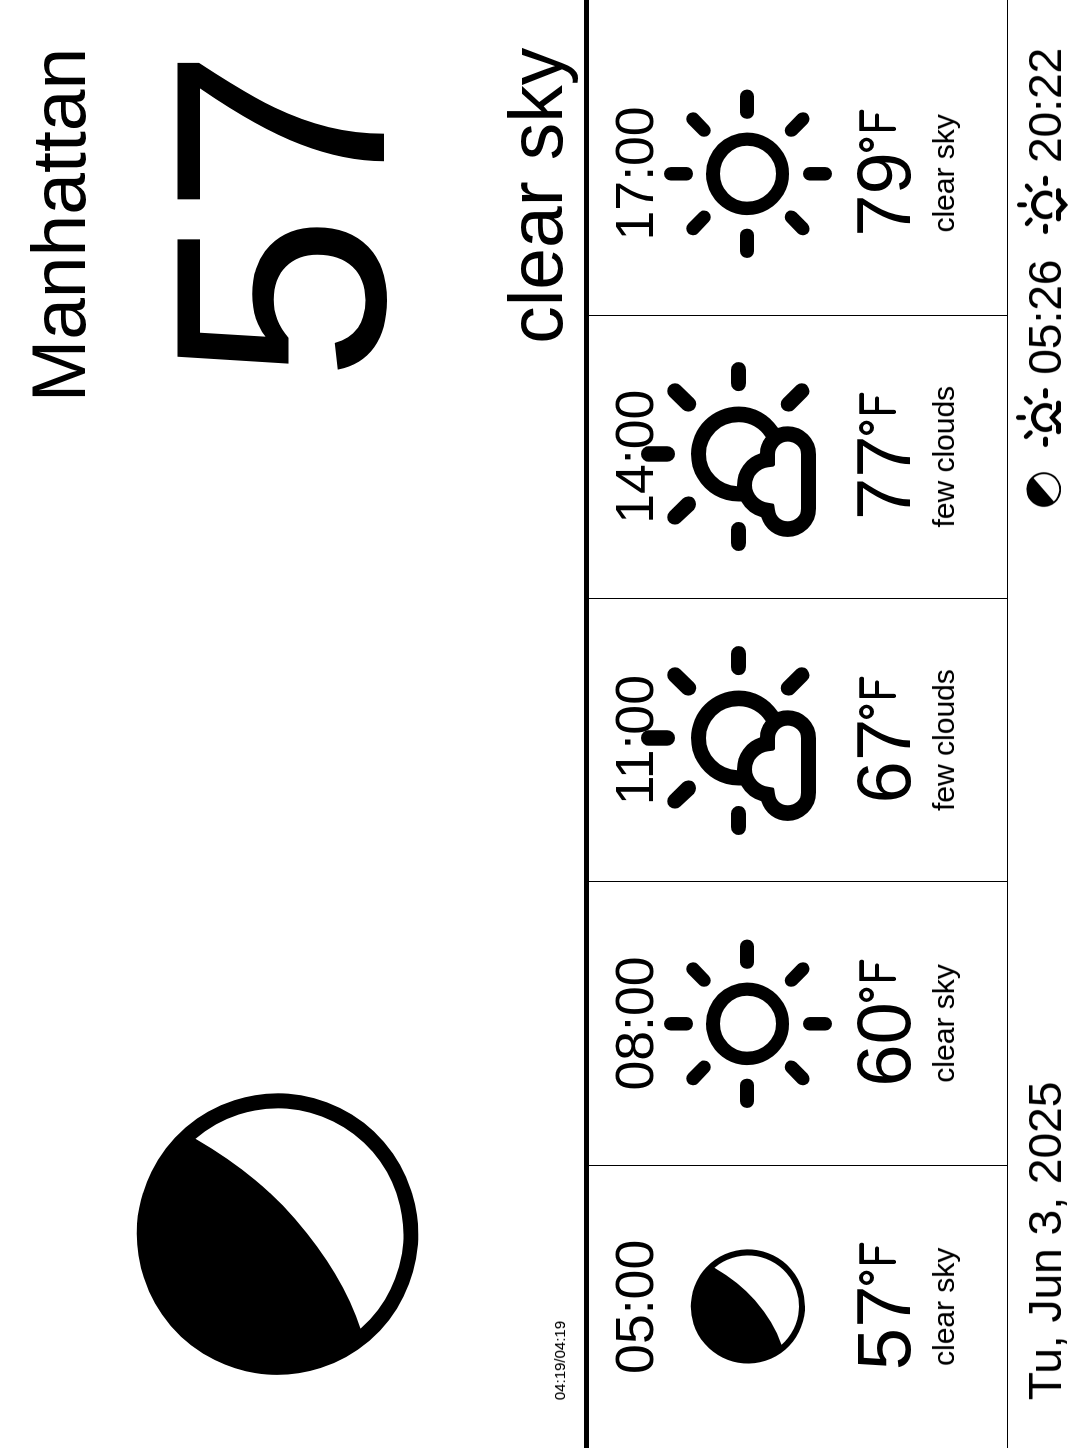 Manhattan
57
clear sky
04:19/04:19
05:00 08:00 11:00 14:00 17:00
57°F 60°F 67°F 77°F 79°F
clear sky clear sky few clouds few clouds clear sky
Tu, Jun 3, 2025 05:26 20:22